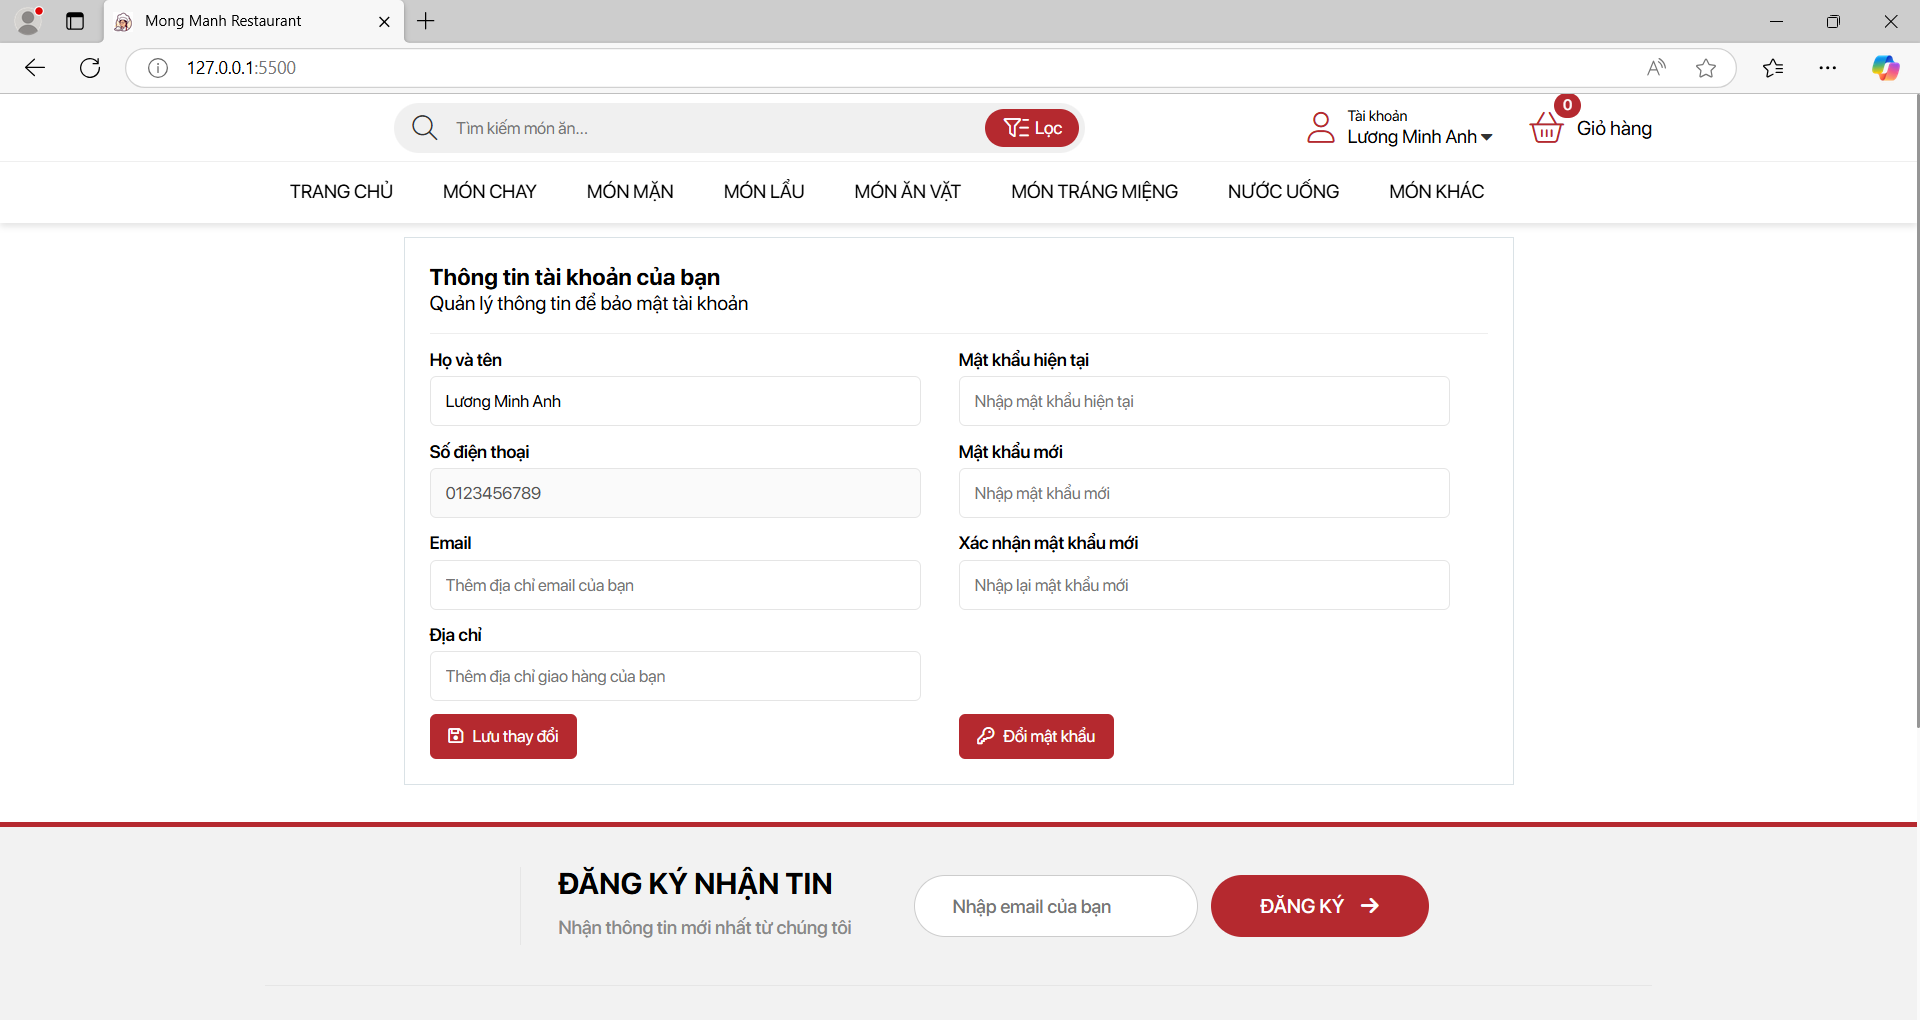 Mong Manh Restaurant
127.0.0.1:5500
Tìm kiếm món ăn...
Lọc
Tài khoản
Lương Minh Anh
0
Giỏ hàng
TRANG CHỦ MÓN CHAY MÓN MẶN MÓN LẨU MÓN ĂN VẶT MÓN TRÁNG MIỆNG NƯỚC UỐNG MÓN KHÁC
Thông tin tài khoản của bạn
Quản lý thông tin để bảo mật tài khoản
Họ và tên
Lương Minh Anh
Số điện thoại
0123456789
Email
Thêm địa chỉ email của bạn
Địa chỉ
Thêm địa chỉ giao hàng của bạn
Lưu thay đổi
Mật khẩu hiện tại
Nhập mật khẩu hiện tại
Mật khẩu mới
Nhập mật khẩu mới
Xác nhận mật khẩu mới
Nhập lại mật khẩu mới
Đổi mật khẩu
ĐĂNG KÝ NHẬN TIN
Nhận thông tin mới nhất từ chúng tôi
Nhập email của bạn
ĐĂNG KÝ